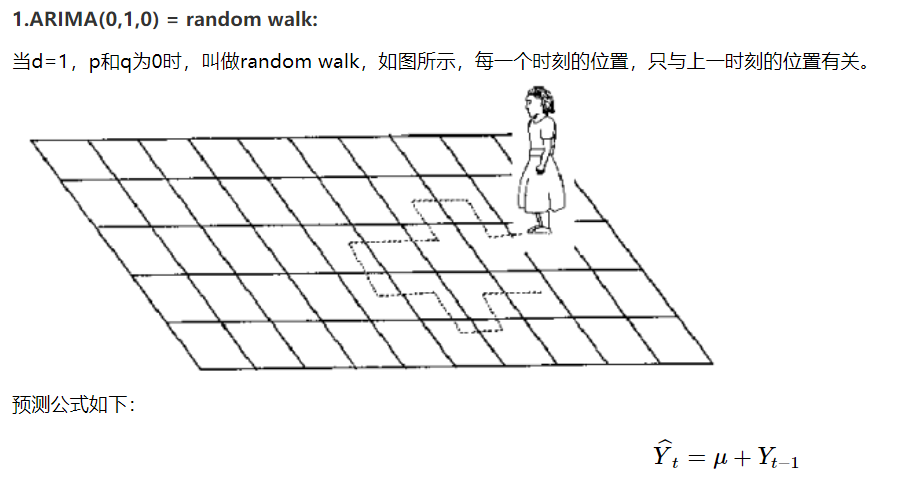 1.ARIMA(0,1,0) = random walk:
当d=1，p和q为0时，叫做random walk，如图所示，每一个时刻的位置，只与上一时刻的位置有关。
预测公式如下：
$\widehat{Y}_t = \mu + Y_{t-1}$